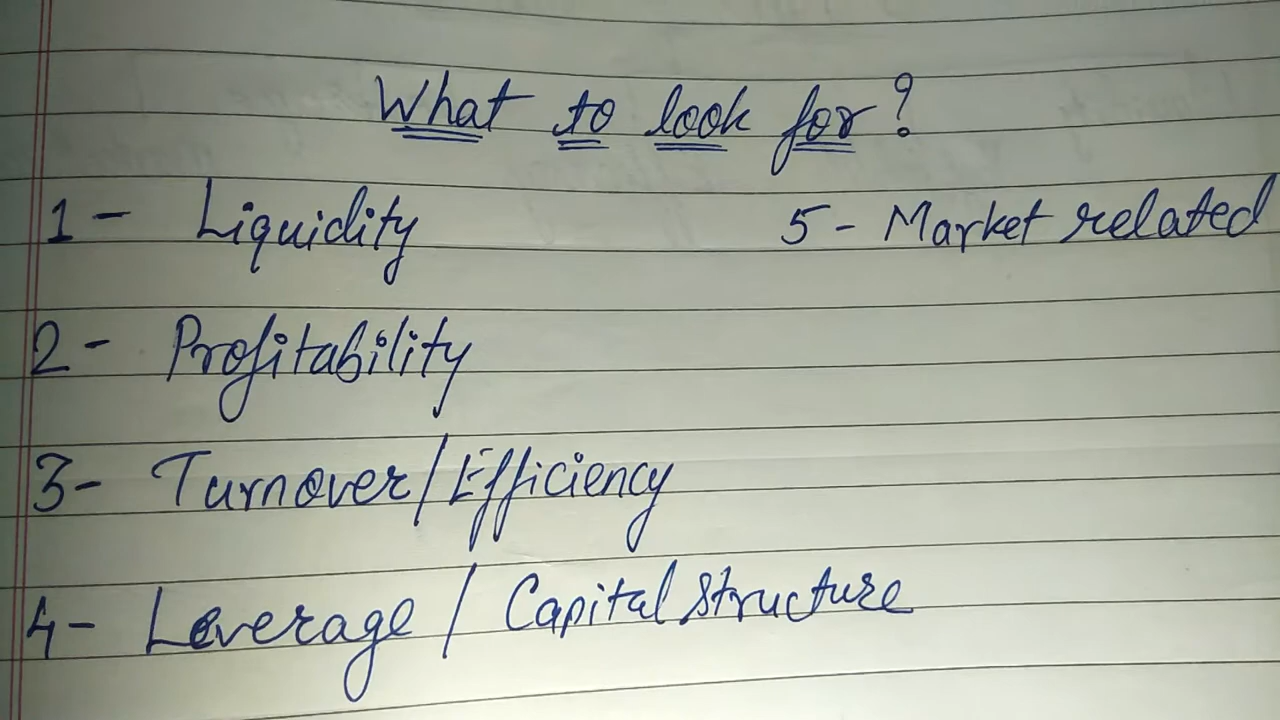 What to look for?
1 - Liquidity
5 - Market related
2 - Profitability
3 - Turnover/Efficiency
4 - Leverage / Capital structure